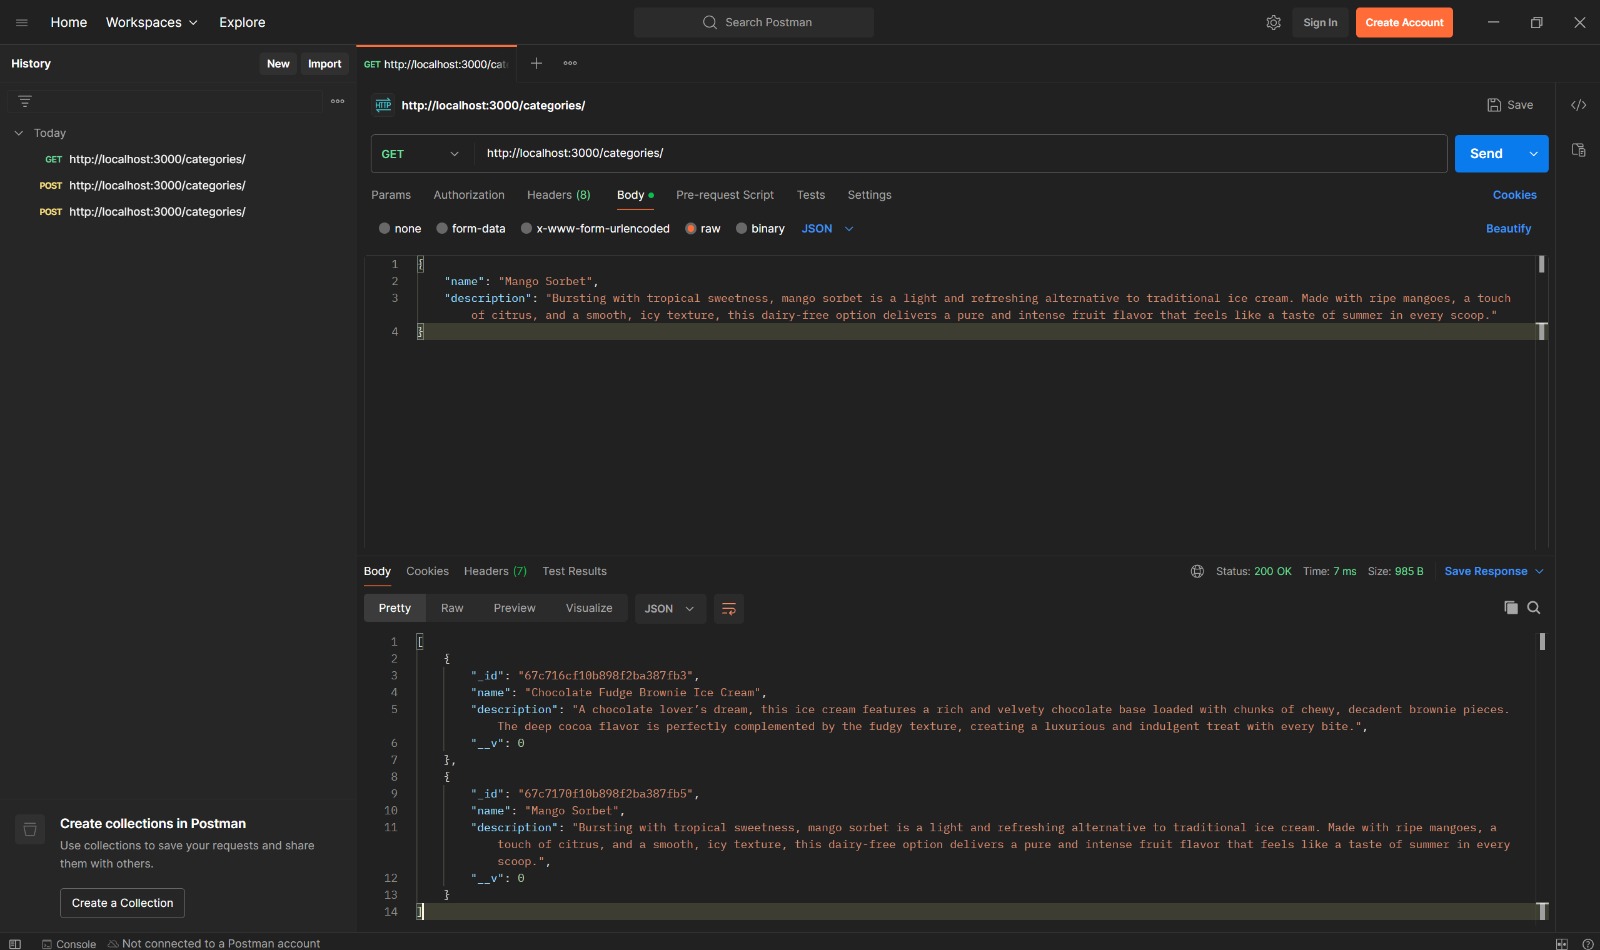 Home Workspaces Explore
Search Postman
Sign In Create Account
History New Import
GET http://localhost:3000/cat
Today
GET http://localhost:3000/categories/
POST http://localhost:3000/categories/
POST http://localhost:3000/categories/
HTTP http://localhost:3000/categories/
Save
GET http://localhost:3000/categories/
Send
Params Authorization Headers (8) Body Pre-request Script Tests Settings
Cookies
none form-data x-www-form-urlencoded raw binary JSON
Beautify
1 {
2 "name": "Mango Sorbet",
3 "description": "Bursting with tropical sweetness, mango sorbet is a light and refreshing alternative to traditional ice cream. Made with ripe mangoes, a touch
of citrus, and a smooth, icy texture, this dairy-free option delivers a pure and intense fruit flavor that feels like a taste of summer in every scoop."
4 }
Body Cookies Headers (7) Test Results
Status: 200 OK Time: 7 ms Size: 985 B Save Response
Pretty Raw Preview Visualize JSON
1 [
2 {
3 "_id": "67c716cf10b898f2ba387fb3",
4 "name": "Chocolate Fudge Brownie Ice Cream",
5 "description": "A chocolate lover's dream, this ice cream features a rich and velvety chocolate base loaded with chunks of chewy, decadent brownie pieces.
The deep cocoa flavor is perfectly complemented by the fudgy texture, creating a luxurious and indulgent treat with every bite.",
6 "__v": 0
7 },
8 {
9 "_id": "67c7170f10b898f2ba387fb5",
10 "name": "Mango Sorbet",
11 "description": "Bursting with tropical sweetness, mango sorbet is a light and refreshing alternative to traditional ice cream. Made with ripe mangoes, a
touch of citrus, and a smooth, icy texture, this dairy-free option delivers a pure and intense fruit flavor that feels like a taste of summer in every
scoop.",
12 "__v": 0
13 }
14 ]
Create collections in Postman
Use collections to save your requests and share
them with others.
Create a Collection
Console Not connected to a Postman account